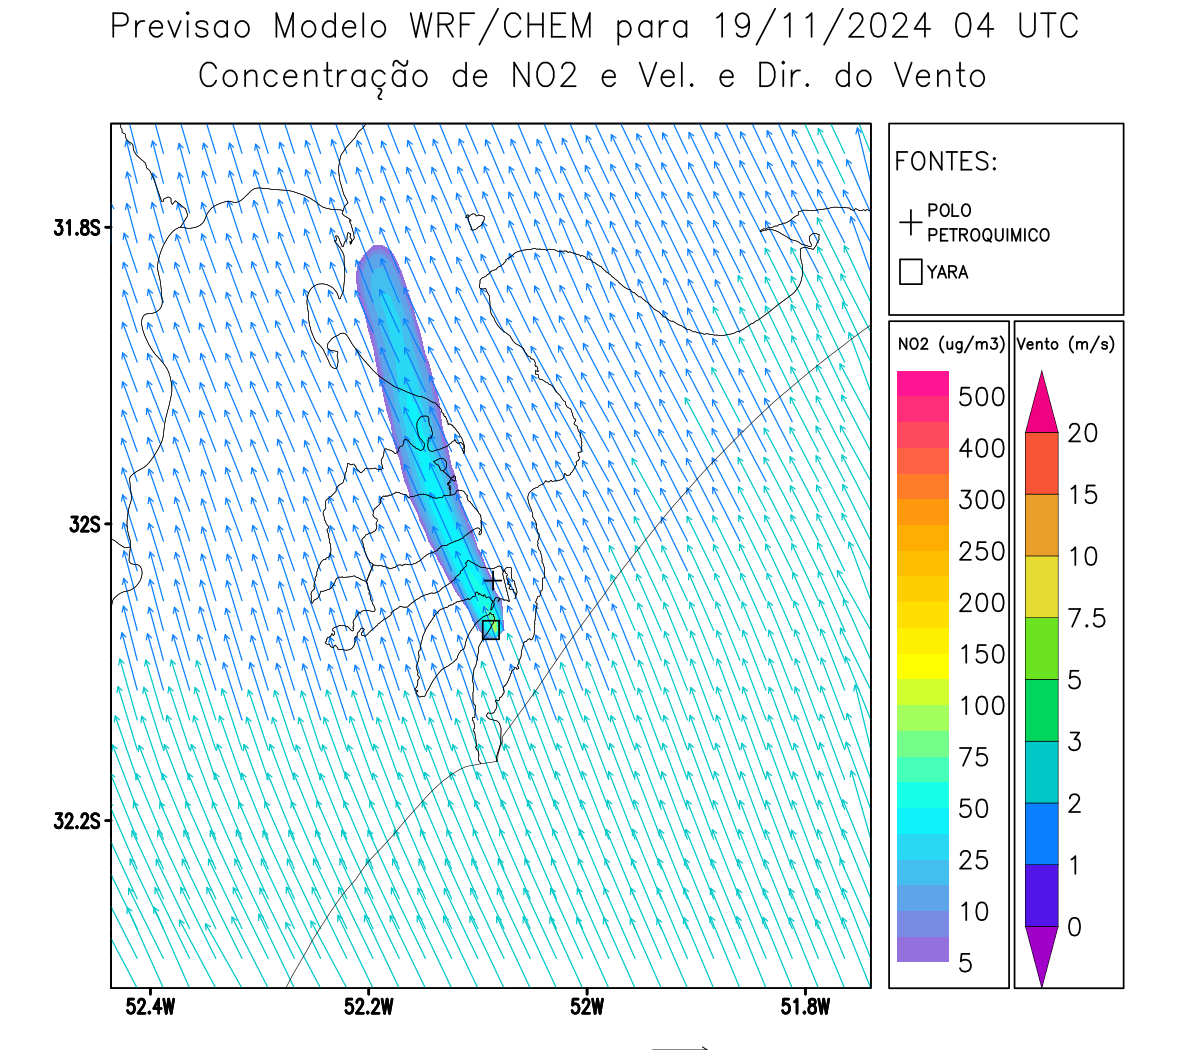 Previsao Modelo WRF/CHEM para 19/11/2024 04 UTC
Concentração de NO2 e Vel. e Dir. do Vento
FONTES:
POLO
PETROQUIMICO
YARA
31.8S
32S
32.2S
52.4W
52.2W
52W
51.8W
NO2 (ug/m3)
500
400
300
250
200
150
100
75
50
25
10
5
Vento (m/s)
20
15
10
7.5
5
3
2
1
0